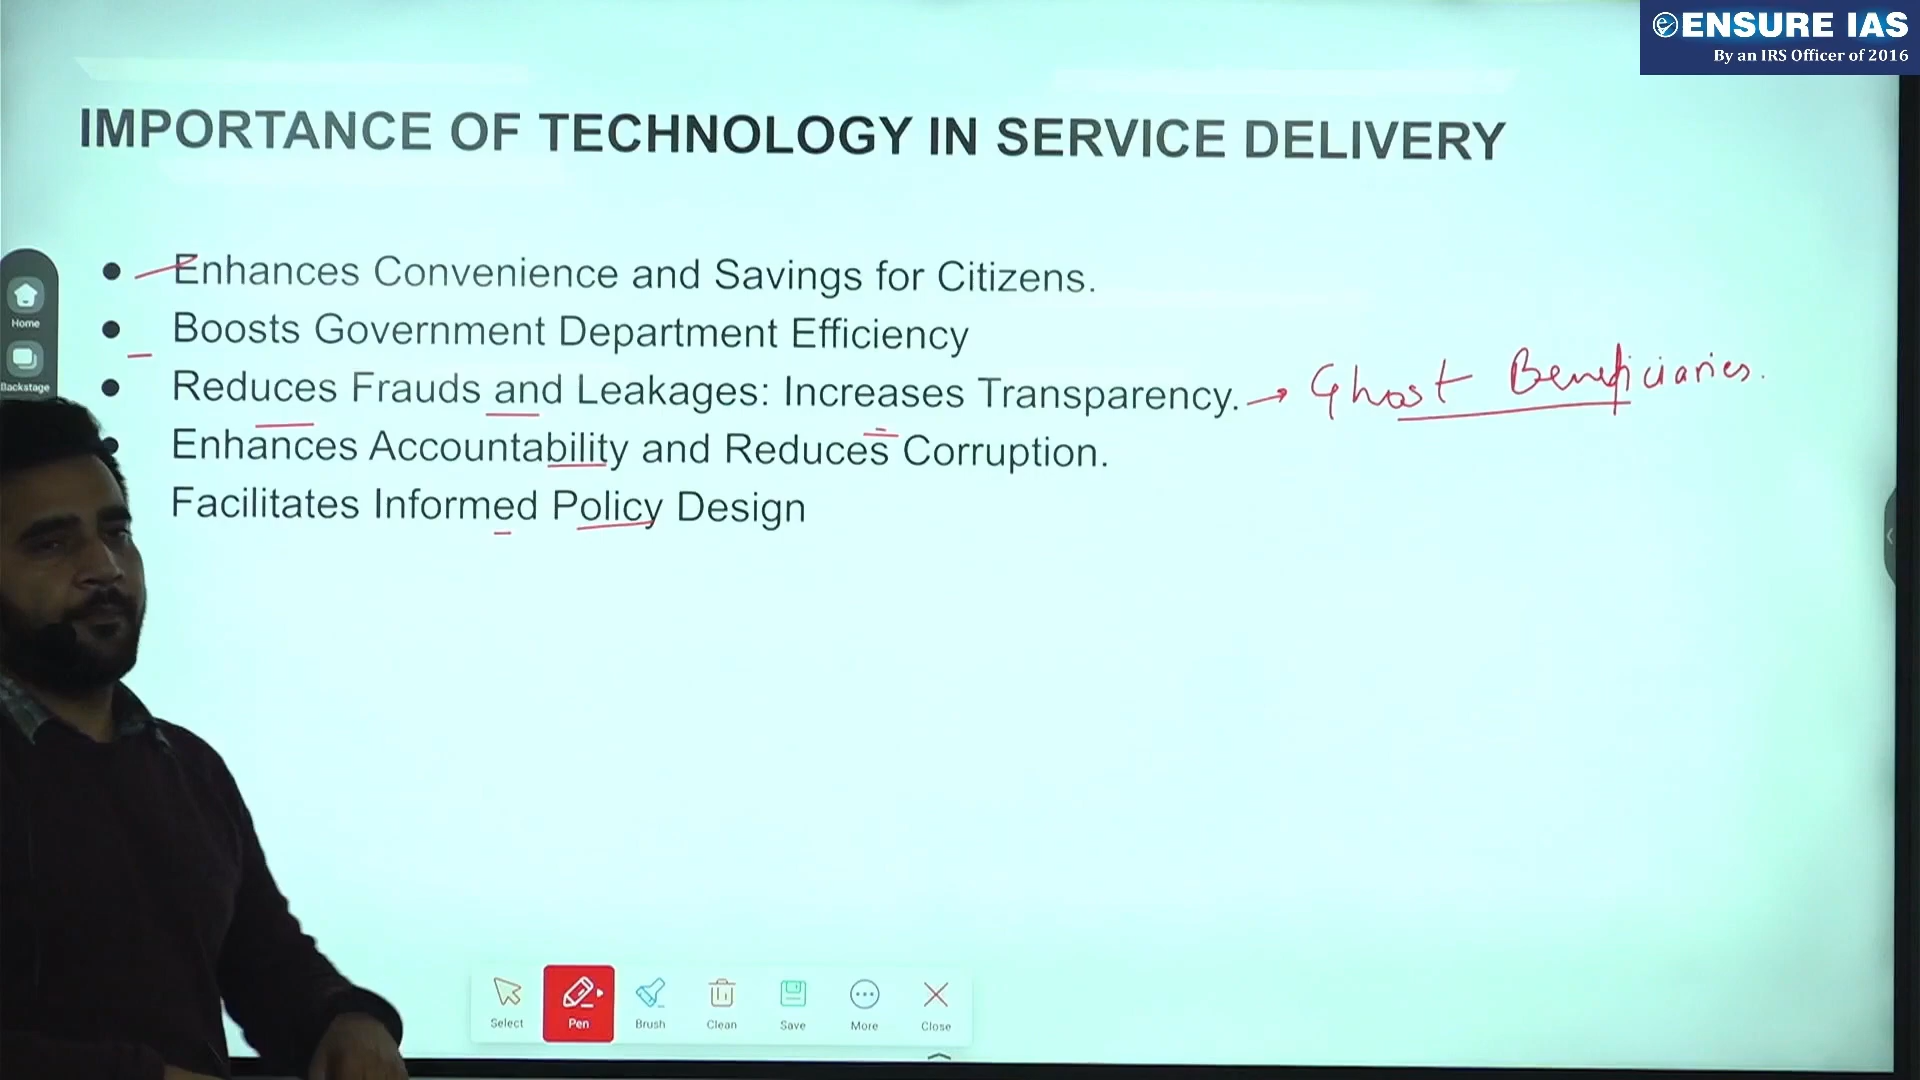 ENSURE IAS
By an IRS Officer of 2016
IMPORTANCE OF TECHNOLOGY IN SERVICE DELIVERY
Enhances Convenience and Savings for Citizens.
Boosts Government Department Efficiency
Reduces Frauds and Leakages: Increases Transparency. → Ghost Beneficiaries.
Enhances Accountability and Reduces Corruption.
Facilitates Informed Policy Design
Home
Backstage
Select Pen Brush Clean Save More Close